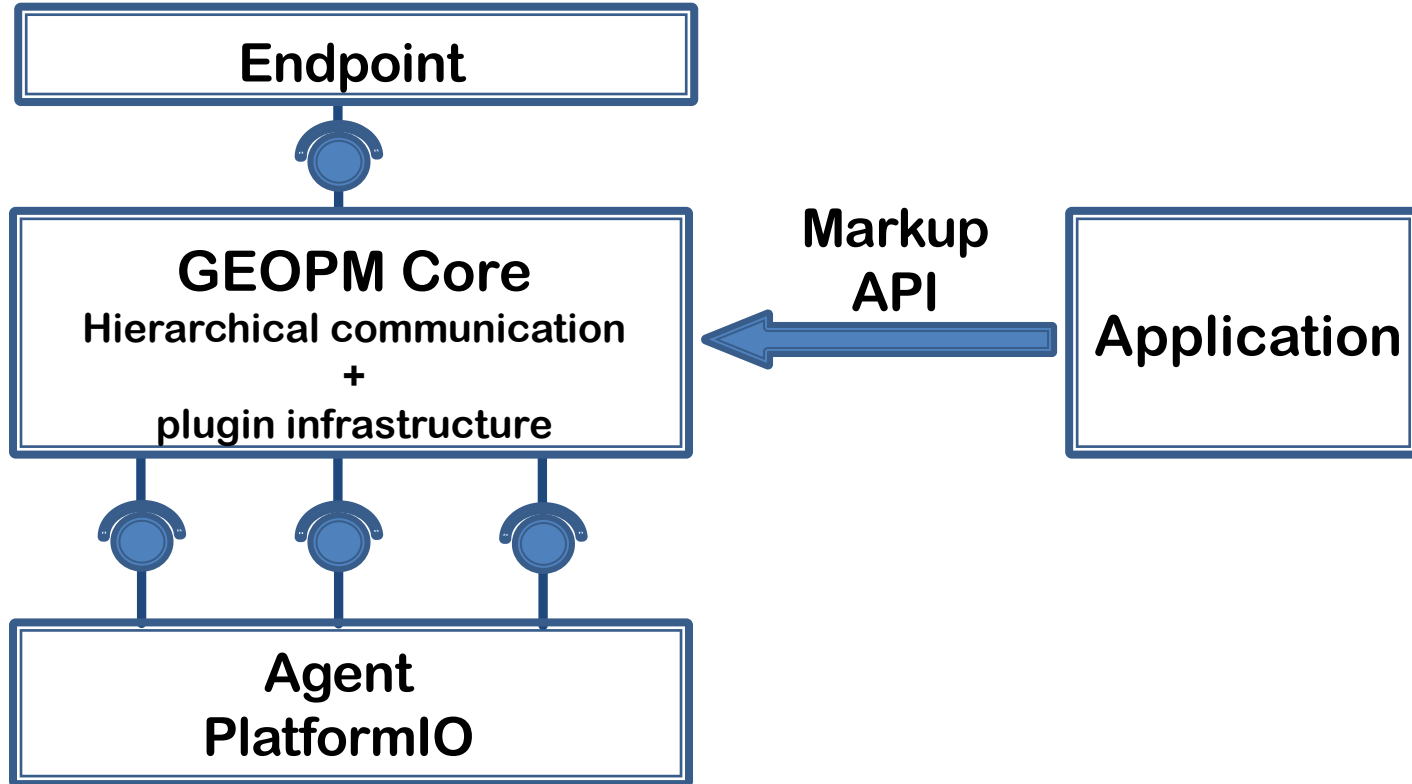 Endpoint
GEOPM Core
Hierarchical communication
+
plugin infrastructure
Markup
API
Application
Agent
PlatformIO